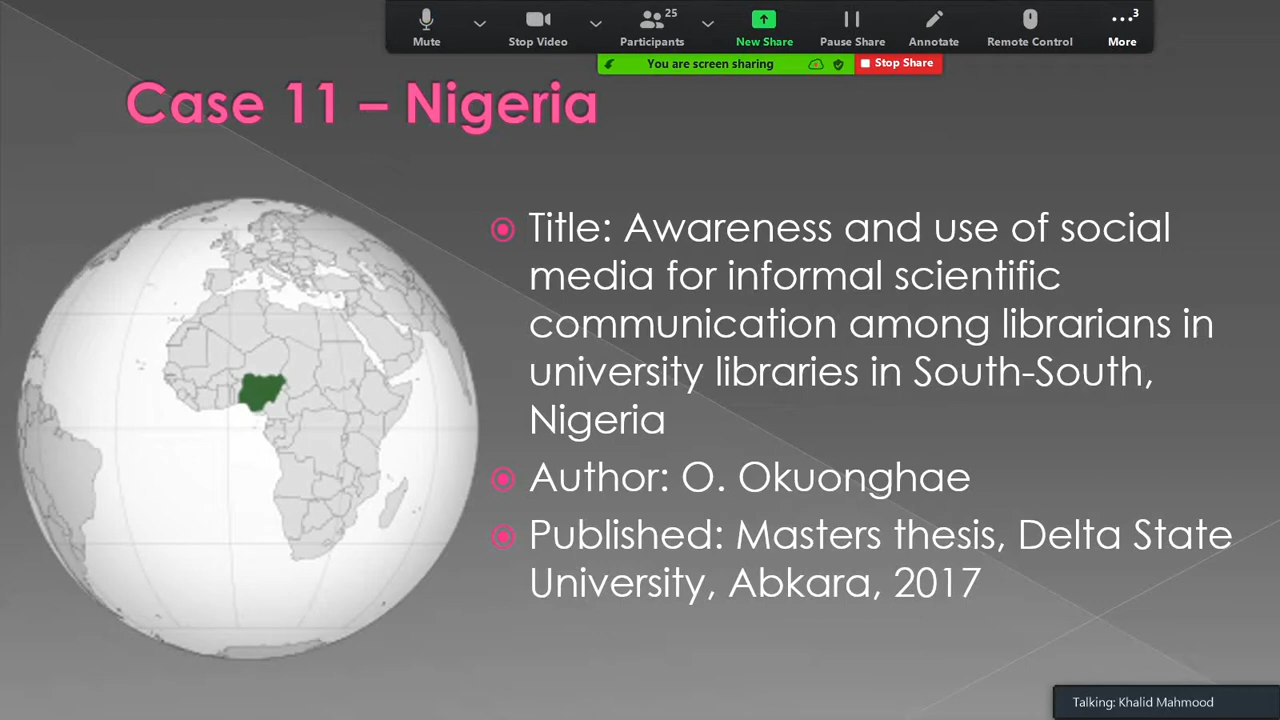 25
3
Mute
Stop Video
Participants
New Share
Pause Share
Annotate
Remote Control
More
You are screen sharing
Stop Share
Case 11 – Nigeria
Title: Awareness and use of social
media for informal scientific
communication among librarians in
university libraries in South-South,
Nigeria
Author: O. Okuonghae
Published: Masters thesis, Delta State
University, Abkara, 2017
Talking: Khalid Mahmood